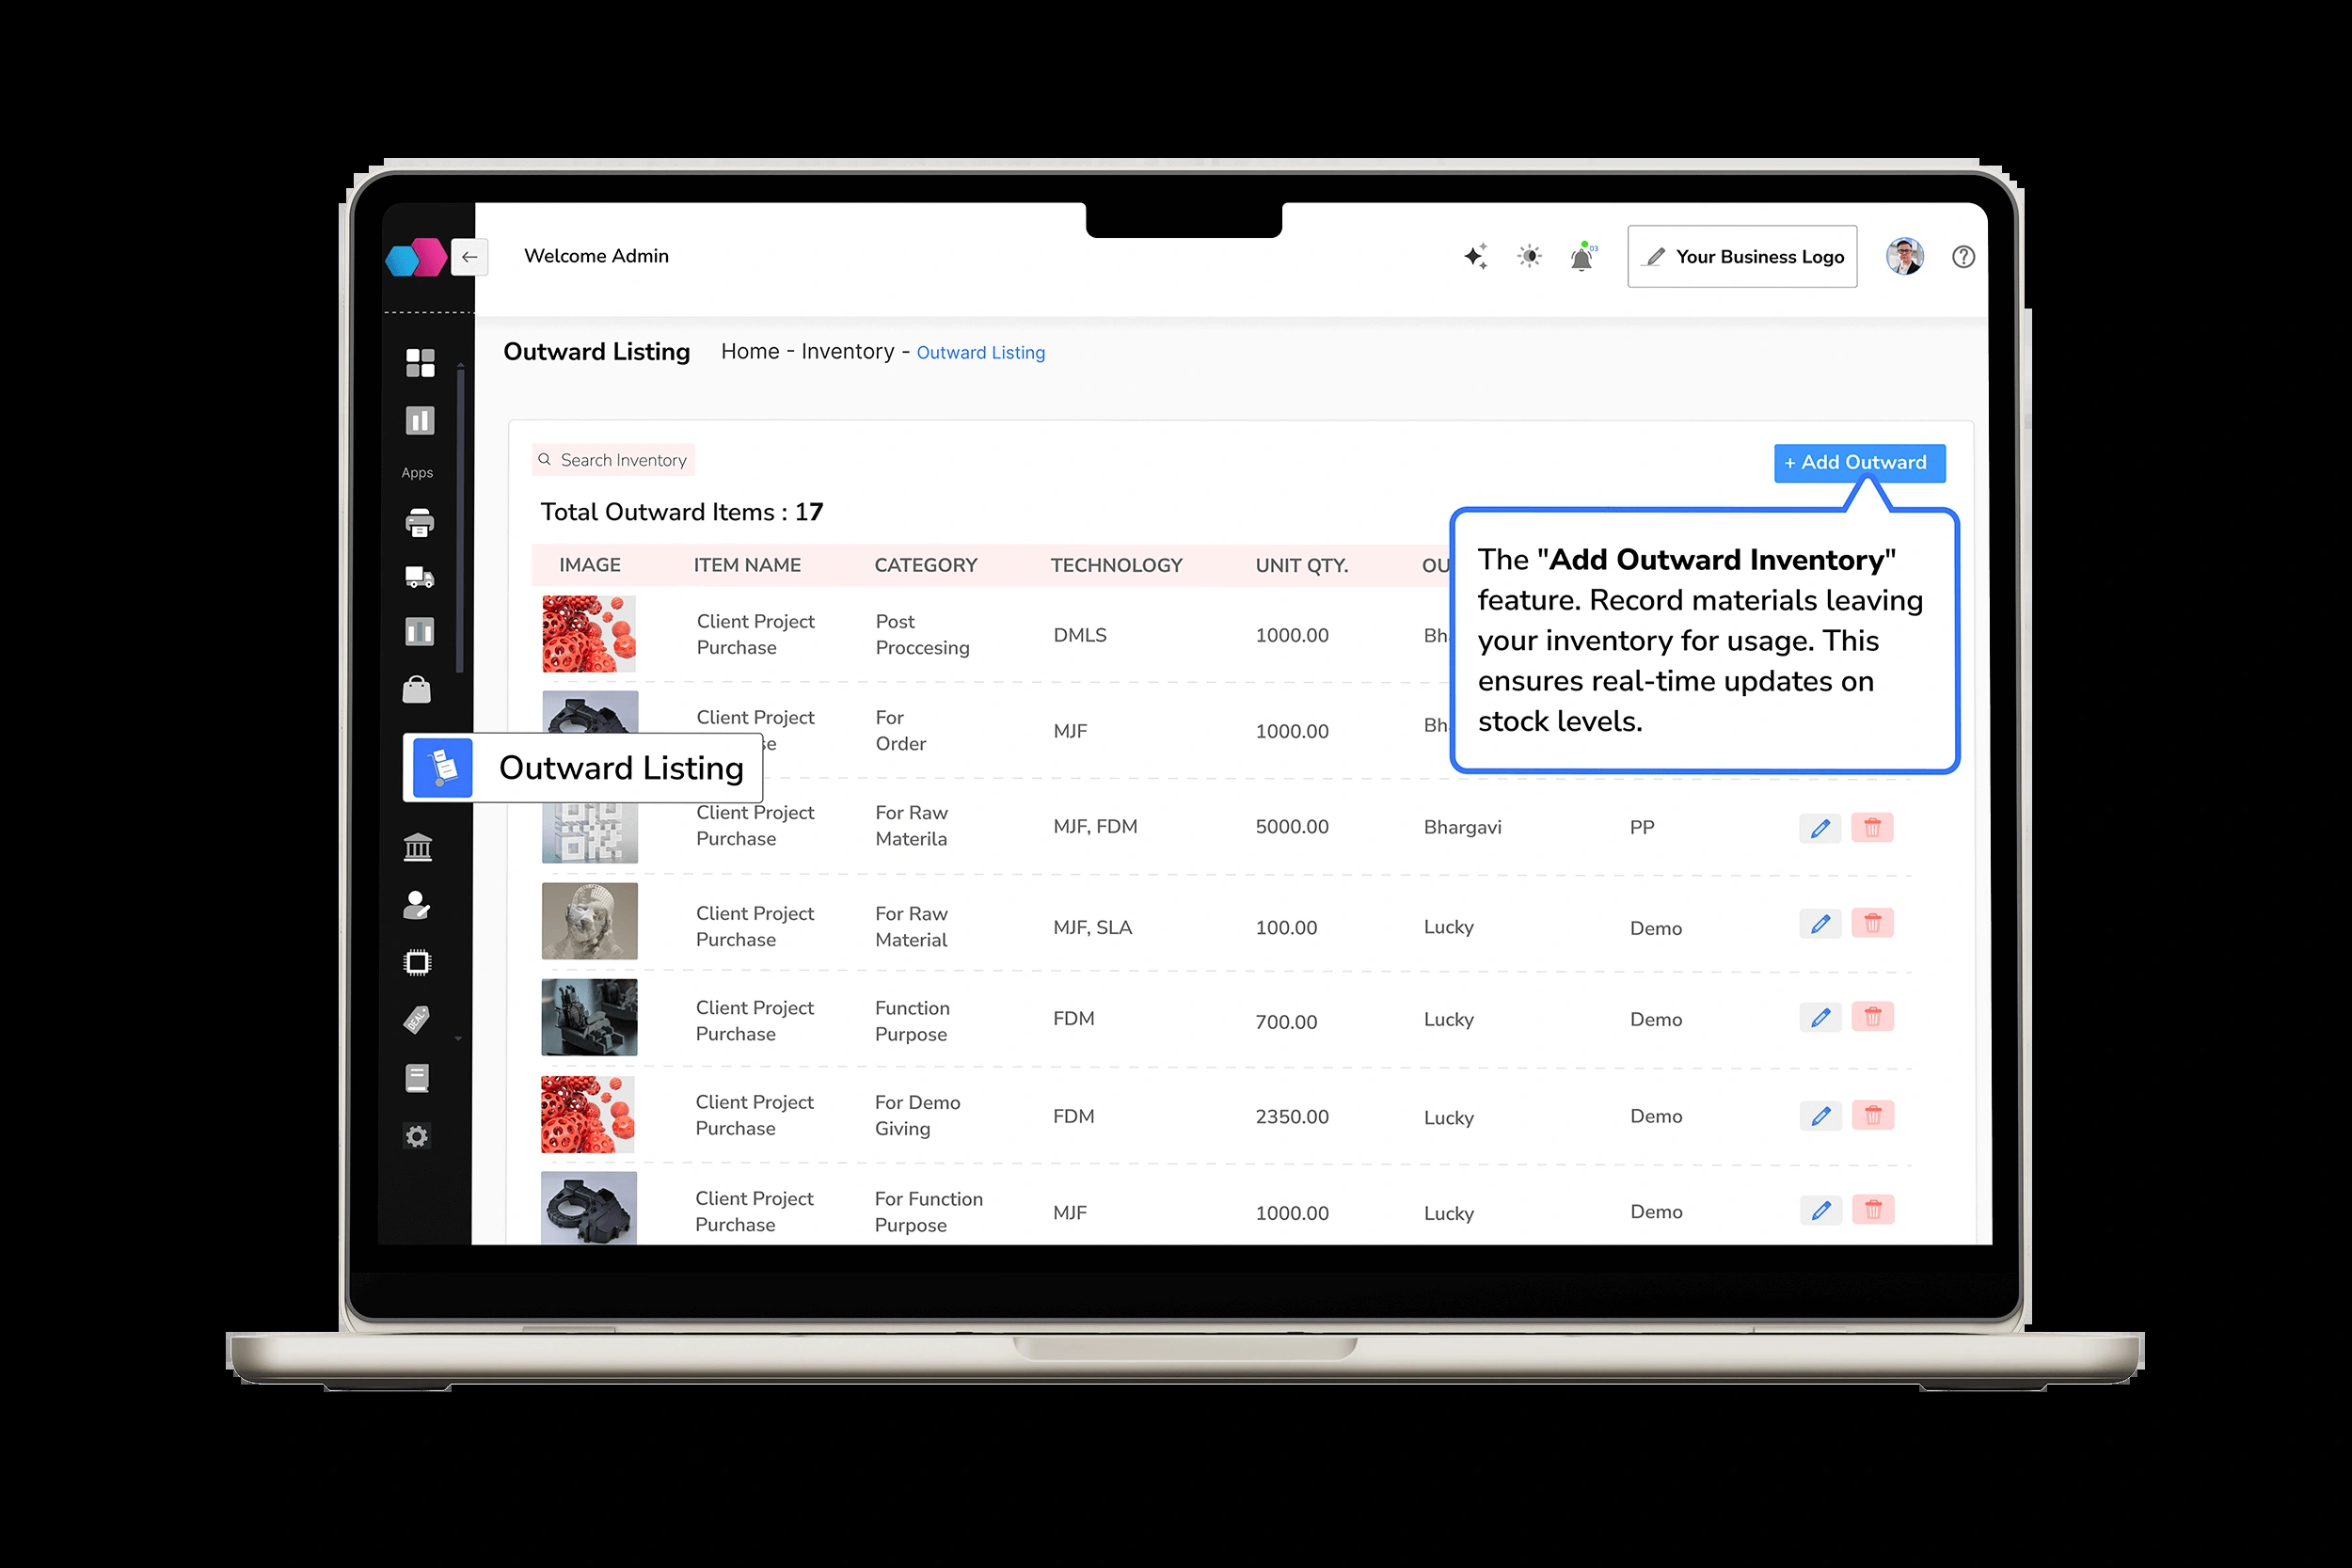 Welcome Admin
03
Your Business Logo
Outward Listing
Home - Inventory - Outward Listing
Apps
Search Inventory
+ Add Outward
Total Outward Items : 17
The "Add Outward Inventory"
feature. Record materials leaving
your inventory for usage. This
ensures real-time updates on
stock levels.
IMAGE ITEM NAME CATEGORY TECHNOLOGY UNIT QTY. OU
Client Project
Purchase
Post
Proccesing
DMLS
1000.00
Bh
Client Project
se
For
Order
MJF
1000.00
Bh
Outward Listing
Client Project
Purchase
For Raw
Materila
MJF, FDM
5000.00
Bhargavi
PP
Client Project
Purchase
For Raw
Material
MJF, SLA
100.00
Lucky
Demo
Client Project
Purchase
Function
Purpose
FDM
700.00
Lucky
Demo
DEAL
Client Project
Purchase
For Demo
Giving
FDM
2350.00
Lucky
Demo
Client Project
Purchase
For Function
Purpose
MJF
1000.00
Lucky
Demo